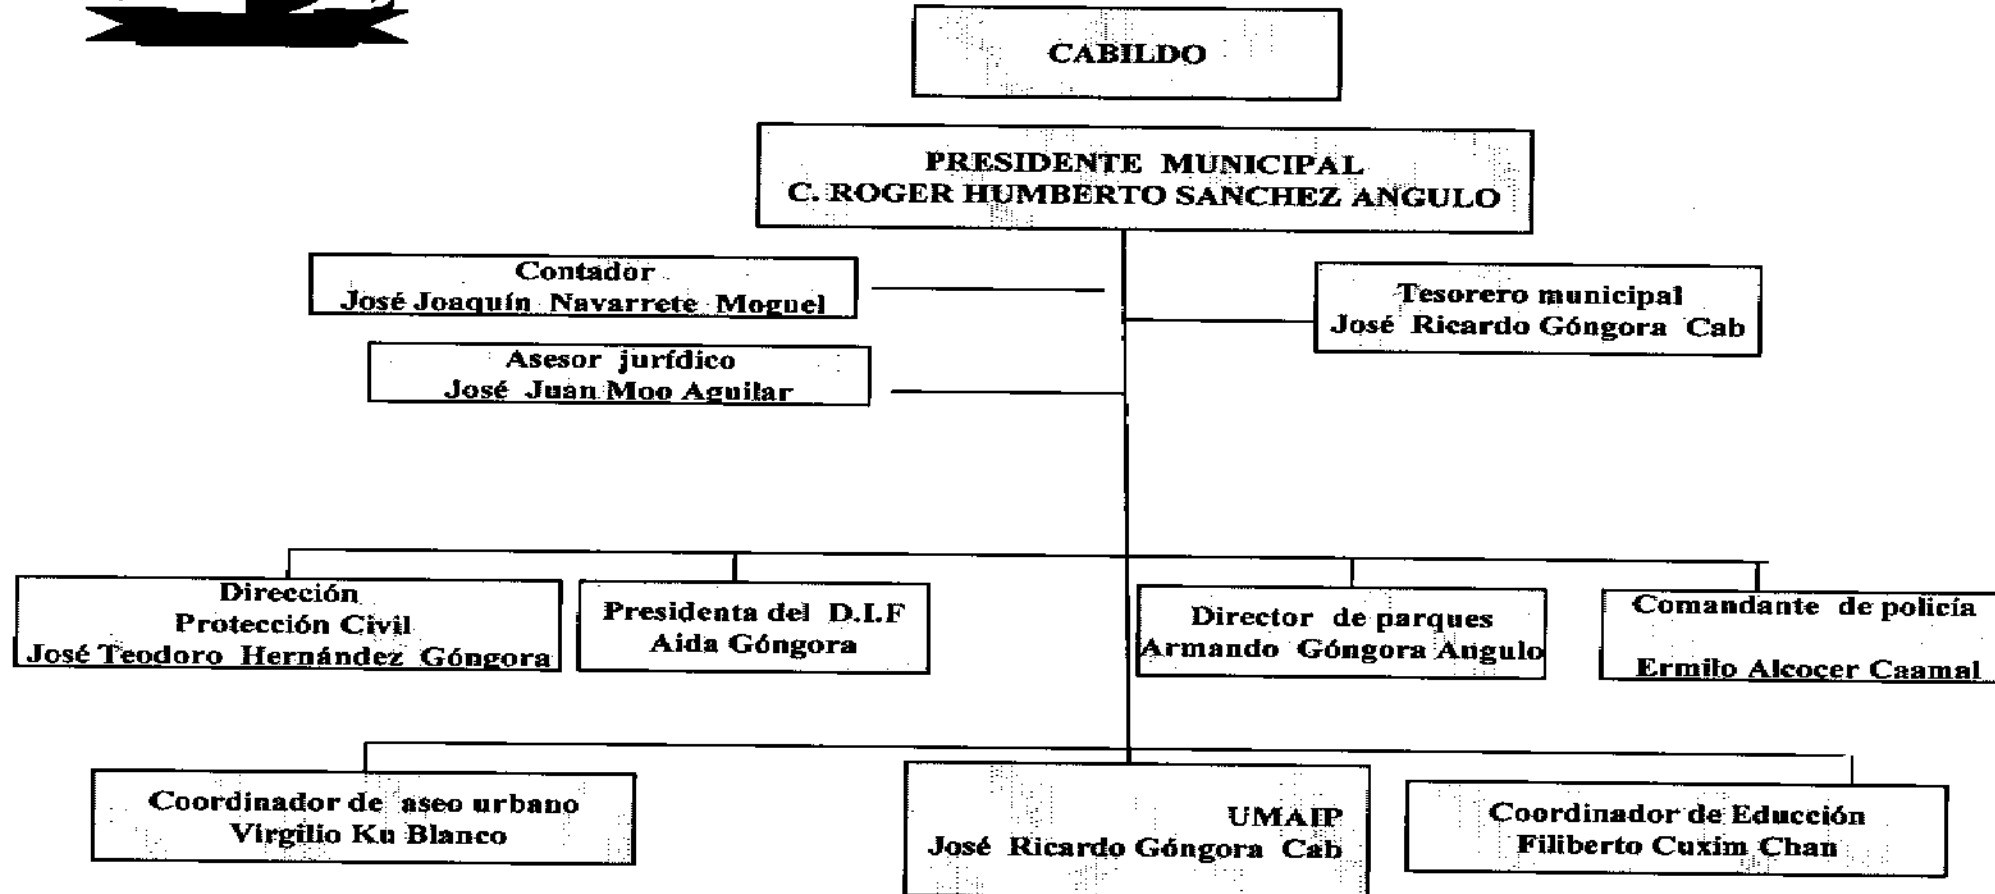 CABILDO
PRESIDENTE MUNICIPAL
C. ROGER HUMBERTO SANCHEZ ANGULO
Contador
José Joaquín Navarrete Moguel
Tesorero municipal
José Ricardo Góngora Cab
Asesor jurídico
José Juan Moo Aguilar
Dirección
Protección Civil
José Teodoro Hernández Góngora
Presidenta del D.I.F
Aida Góngora
Director de parques
Armando Góngora Angulo
Comandante de policía
Ermilo Alcocer Caamal
Coordinador de aseo urbano
Virgilio Ku Blanco
UMAIP
José Ricardo Góngora Cab
Coordinador de Educción
Filiberto Cuxim Chan